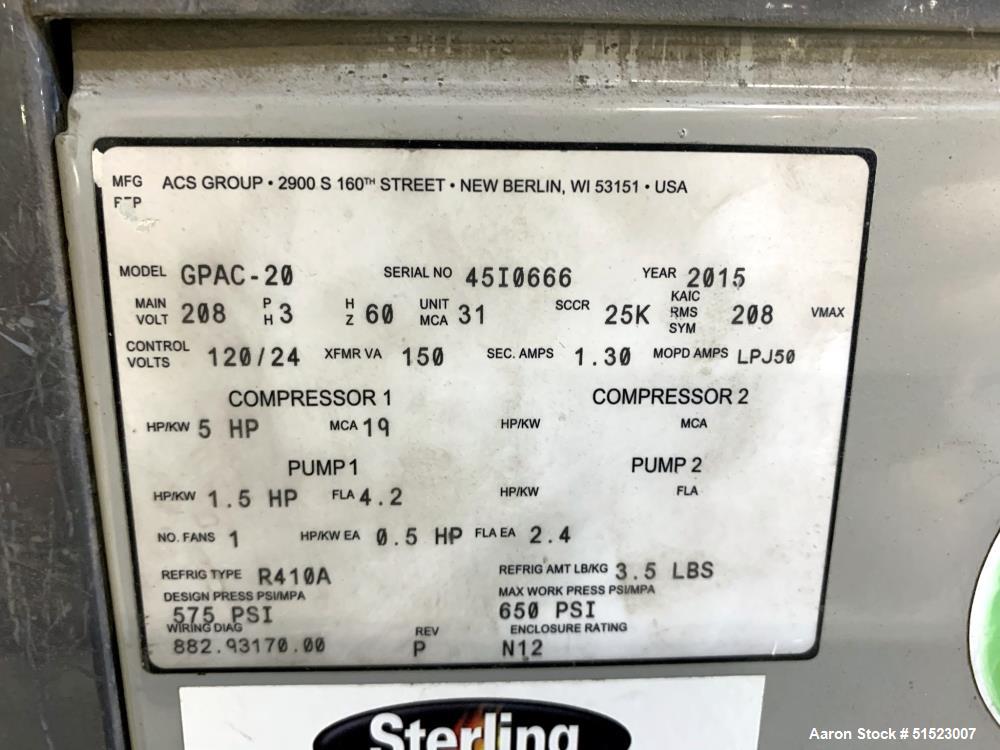 MFG ACS GROUP • 2900 S 160TH STREET • NEW BERLIN, WI 53151 • USA
MODEL GPAC-20 SERIAL NO 45I0666 YEAR 2015
MAIN VOLT 208 PH 3 HZ 60 UNIT MCA 31 SCCR 25K KAIC RMS SYM 208 VMAX
CONTROL VOLTS 120/24 XFMR VA 150 SEC. AMPS 1.30 MOPD AMPS LPJ50
COMPRESSOR 1 COMPRESSOR 2
HP/KW 5 HP MCA 19 HP/KW MCA
PUMP 1 PUMP 2
HP/KW 1.5 HP FLA 4.2 HP/KW FLA
NO. FANS 1 HP/KW EA 0.5 HP FLA EA 2.4
REFRIG TYPE R410A REFRIG AMT LB/KG 3.5 LBS
DESIGN PRESS PSI/MPA MAX WORK PRESS PSI/MPA
575 PSI 650 PSI
WIRING DIAG REV ENCLOSURE RATING
882.93170.00 P N12
Sterling
Aaron Stock # 51523007